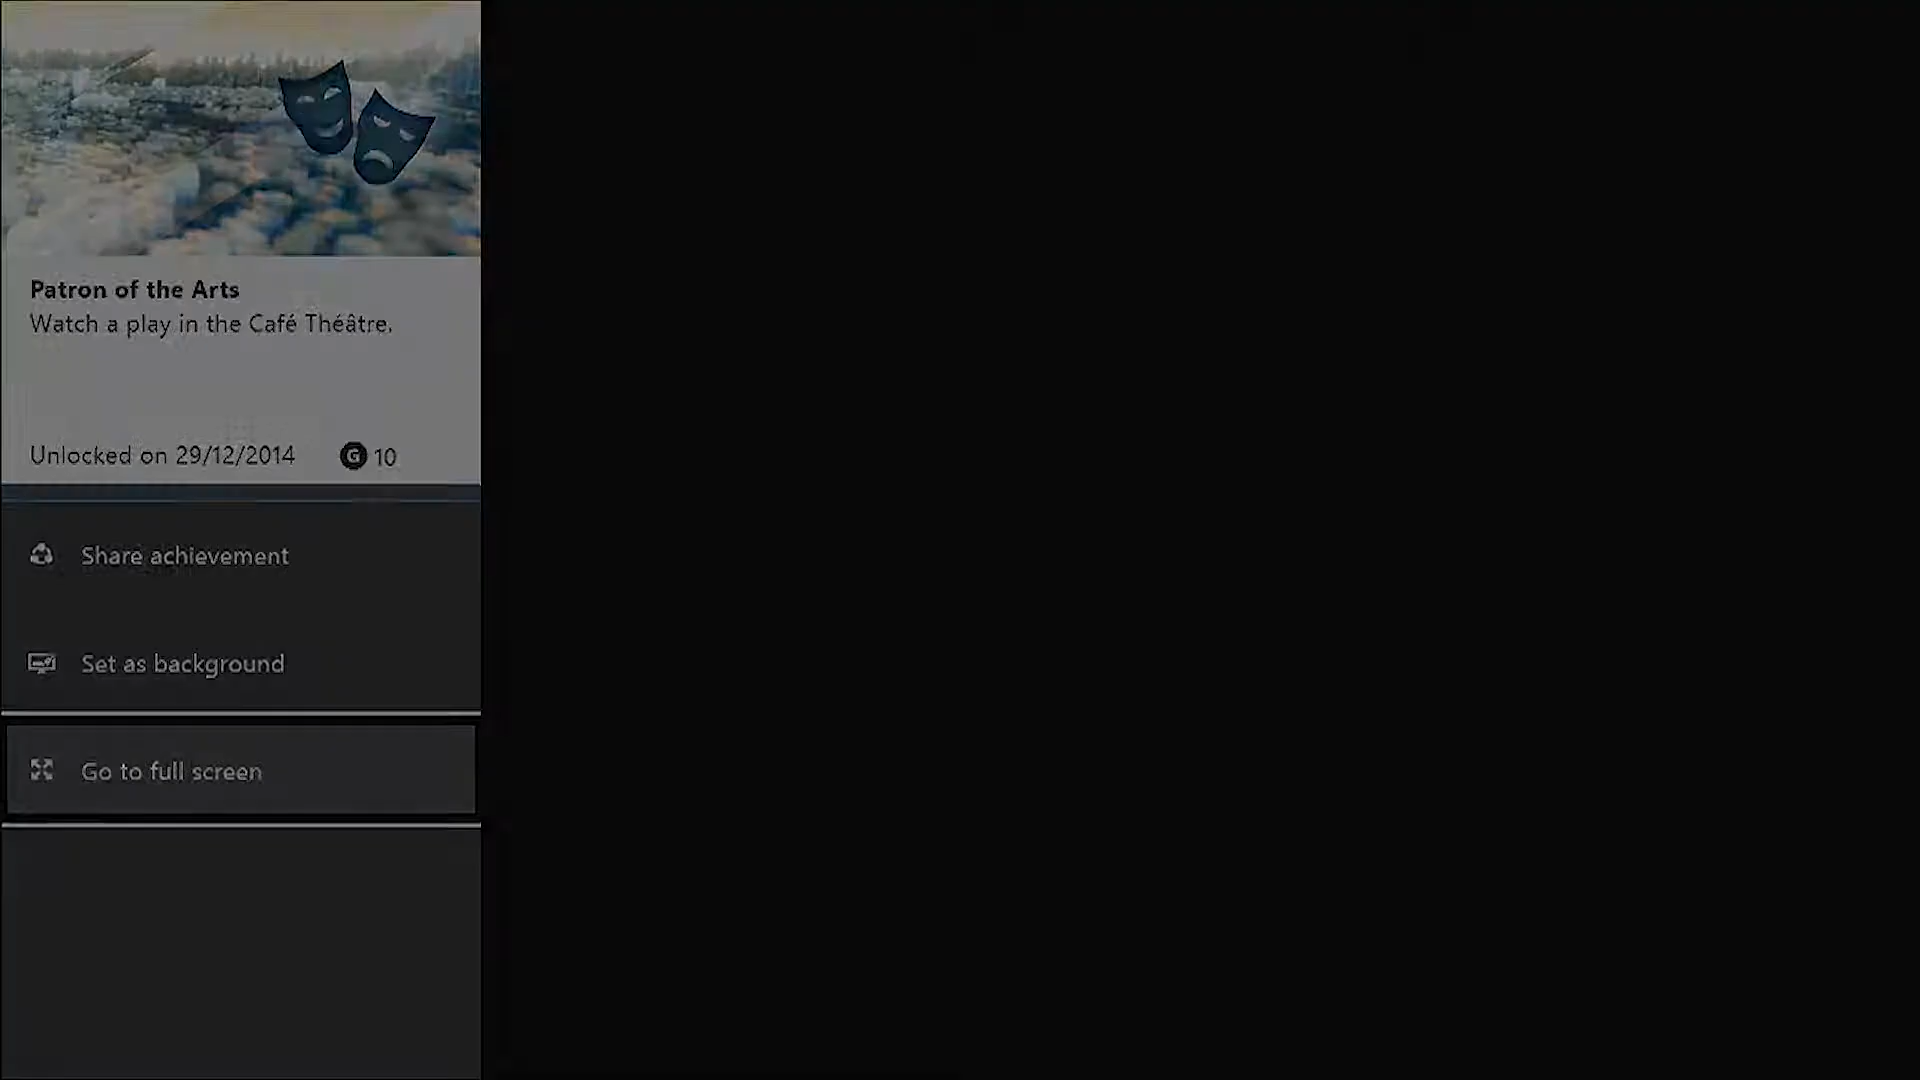 Patron of the Arts
Watch a play in the Café Théâtre.
Unlocked on 29/12/2014 G 10
Share achievement
Set as background
Go to full screen